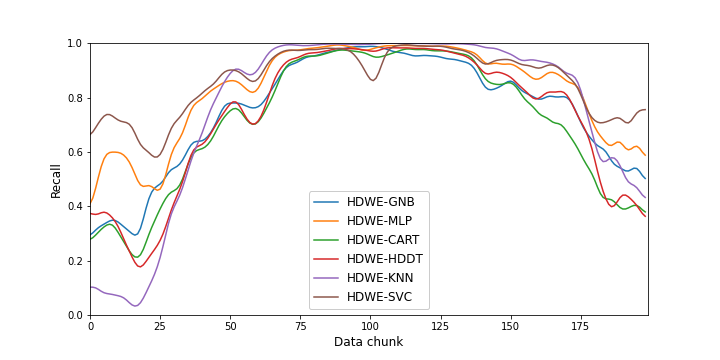 1.0
0.8
0.6
0.4
0.2
0.0
Recall
HDWE-GNB
HDWE-MLP
HDWE-CART
HDWE-HDDT
HDWE-KNN
HDWE-SVC
0 25 50 75 100 125 150 175
Data chunk